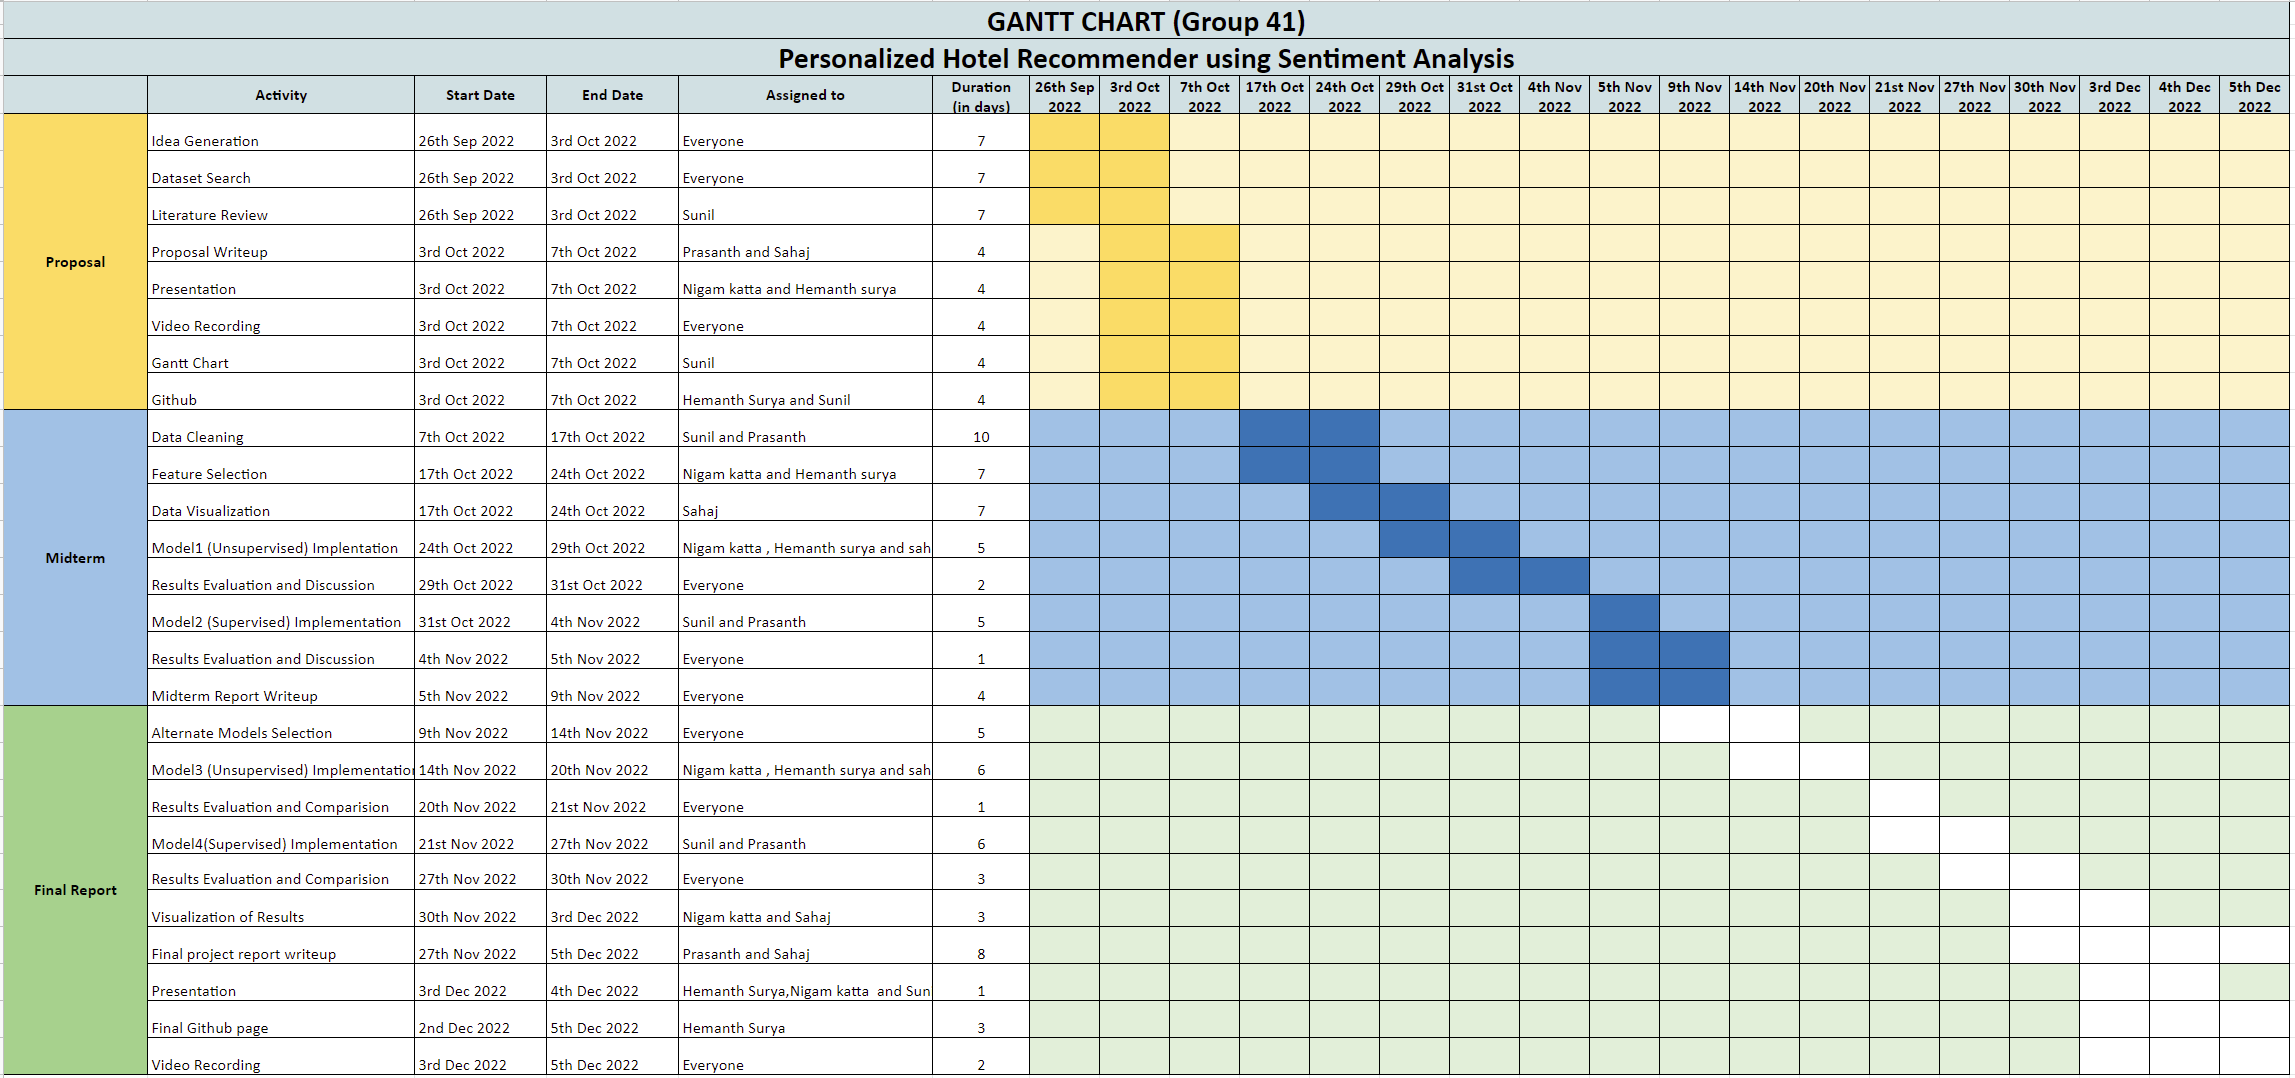 GANTT CHART (Group 41)
Personalized Hotel Recommender using Sentiment Analysis
Activity Start Date End Date Assigned to Duration (in days) 26th Sep 2022 3rd Oct 2022 7th Oct 2022 17th Oct 2022 24th Oct 2022 29th Oct 2022 31st Oct 2022 4th Nov 2022 5th Nov 2022 9th Nov 2022 14th Nov 2022 20th Nov 2022 21st Nov 2022 27th Nov 2022 30th Nov 2022 3rd Dec 2022 4th Dec 2022 5th Dec 2022
Proposal
Idea Generation 26th Sep 2022 3rd Oct 2022 Everyone 7
Dataset Search 26th Sep 2022 3rd Oct 2022 Everyone 7
Literature Review 26th Sep 2022 3rd Oct 2022 Sunil 7
Proposal Writeup 3rd Oct 2022 7th Oct 2022 Prasanth and Sahaj 4
Presentation 3rd Oct 2022 7th Oct 2022 Nigam katta and Hemanth surya 4
Video Recording 3rd Oct 2022 7th Oct 2022 Everyone 4
Gantt Chart 3rd Oct 2022 7th Oct 2022 Sunil 4
Github 3rd Oct 2022 7th Oct 2022 Hemanth Surya and Sunil 4
Midterm
Data Cleaning 7th Oct 2022 17th Oct 2022 Sunil and Prasanth 10
Feature Selection 17th Oct 2022 24th Oct 2022 Nigam katta and Hemanth surya 7
Data Visualization 17th Oct 2022 24th Oct 2022 Sahaj 7
Model1 (Unsupervised) Implentation 24th Oct 2022 29th Oct 2022 Nigam katta , Hemanth surya and sah 5
Results Evaluation and Discussion 29th Oct 2022 31st Oct 2022 Everyone 2
Model2 (Supervised) Implementation 31st Oct 2022 4th Nov 2022 Sunil and Prasanth 5
Results Evaluation and Discussion 4th Nov 2022 5th Nov 2022 Everyone 1
Midterm Report Writeup 5th Nov 2022 9th Nov 2022 Everyone 4
Final Report
Alternate Models Selection 9th Nov 2022 14th Nov 2022 Everyone 5
Model3 (Unsupervised) Implementatio 14th Nov 2022 20th Nov 2022 Nigam katta , Hemanth surya and sah 6
Results Evaluation and Comparision 20th Nov 2022 21st Nov 2022 Everyone 1
Model4(Supervised) Implementation 21st Nov 2022 27th Nov 2022 Sunil and Prasanth 6
Results Evaluation and Comparision 27th Nov 2022 30th Nov 2022 Everyone 3
Visualization of Results 30th Nov 2022 3rd Dec 2022 Nigam katta and Sahaj 3
Final project report writeup 27th Nov 2022 5th Dec 2022 Prasanth and Sahaj 8
Presentation 3rd Dec 2022 4th Dec 2022 Hemanth Surya,Nigam katta  and Sun 1
Final Github page 2nd Dec 2022 5th Dec 2022 Hemanth Surya 3
Video Recording 3rd Dec 2022 5th Dec 2022 Everyone 2